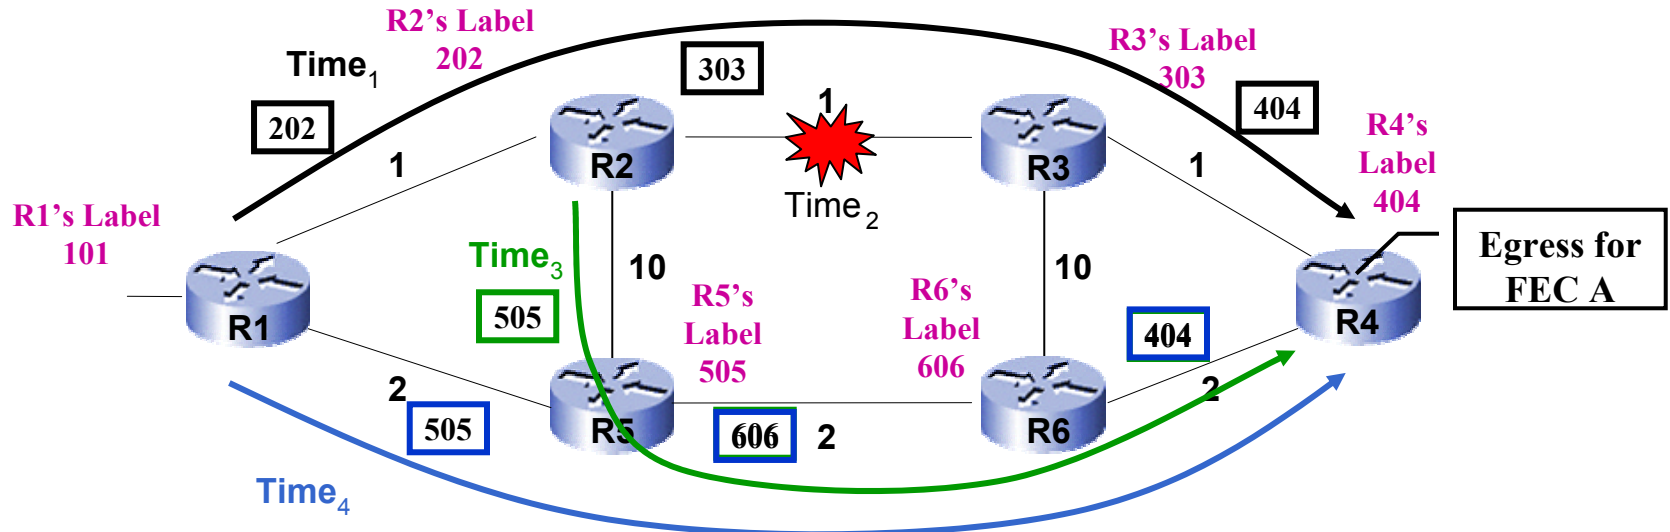 R2's Label
202
Time1
202
303
1
R3's Label
303
404
R4's
Label
404
R1's Label
101
1
R2
Time2
R3
1
Egress for
FEC A
Time3
505
10
R5's
Label
505
R6's
Label
606
10
404
R1
R4
2
505
R5
606
2
R6
2
Time4